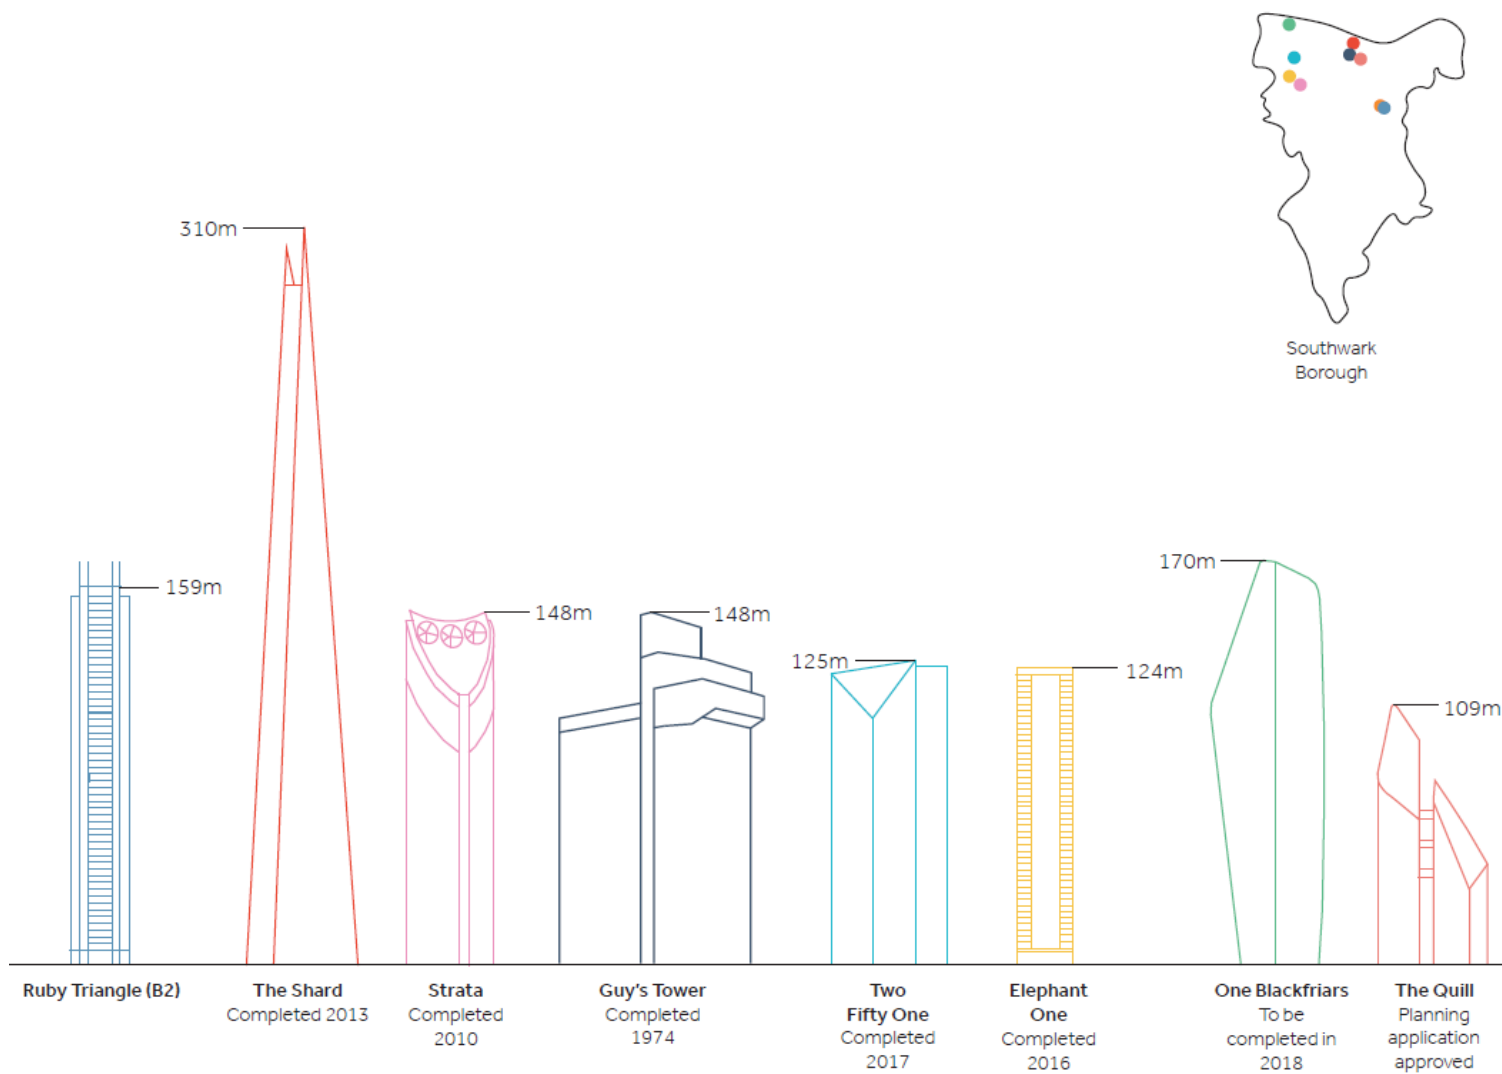 Southwark
Borough
310m
159m
148m
148m
125m
124m
170m
109m
Ruby Triangle (B2)
The Shard
Completed 2013
Strata
Completed
2010
Guy's Tower
Completed
1974
Two
Fifty One
Completed
2017
Elephant
One
Completed
2016
One Blackfriars
To be
completed in
2018
The Quill
Planning
application
approved